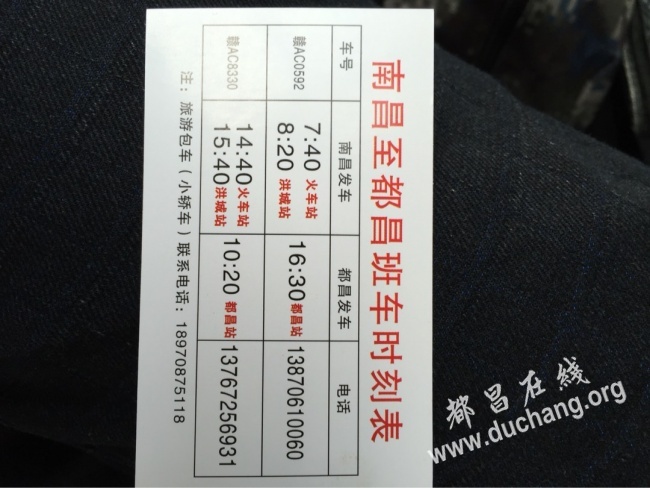 南昌至都昌班车时刻表
车号 南昌发车 都昌发车 电话
赣AC0592 7:40 火车站 16:30 都昌站 13870610060
8:20 洪城站
赣AC8330 14:40 火车站 10:20 都昌站 13767256931
15:40 洪城站
注：旅游包车（小轿车）联系电话：18970875118
都昌在线
www.duchang.org